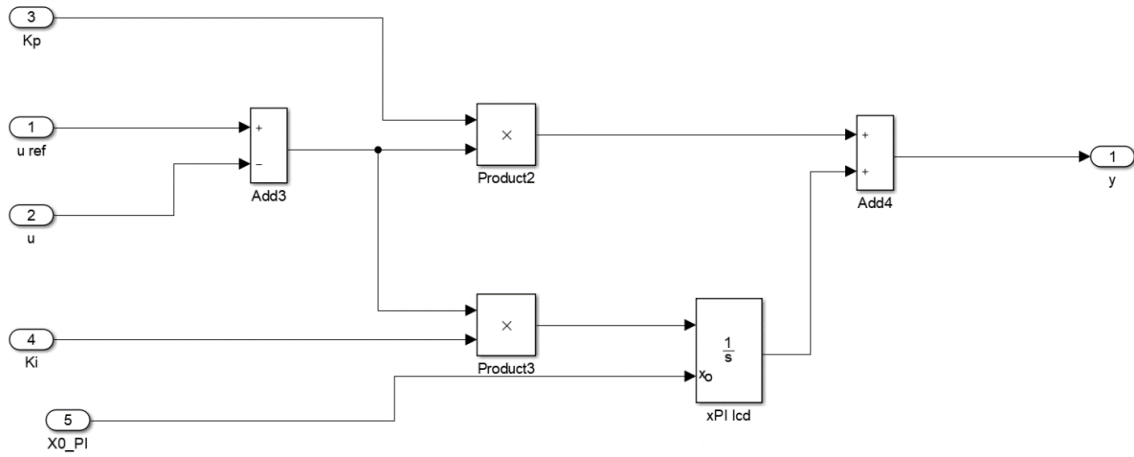 3
Kp
1
u ref
+
−
Add3
2
u
×
Product2
+
+
Add4
1
y
4
Ki
×
Product3
1
s
xo
xPI lcd
5
X0_PI